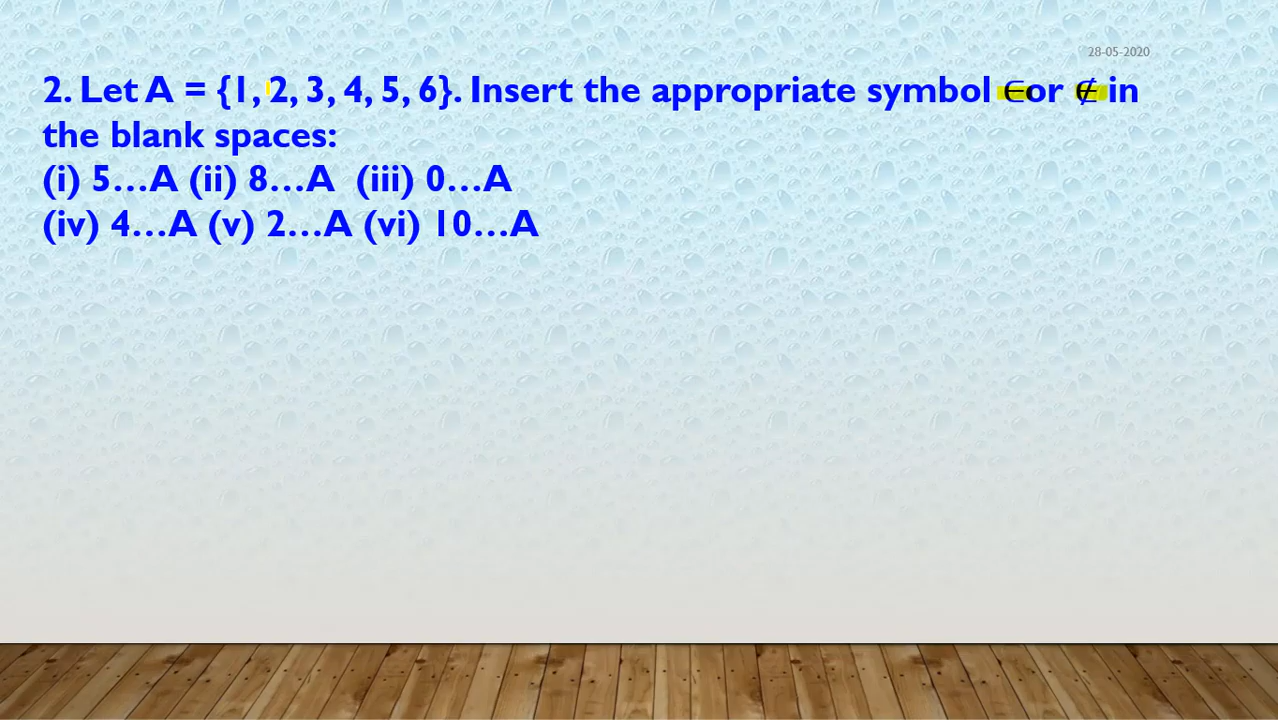 28-05-2020
2. Let A = {1, 2, 3, 4, 5, 6}. Insert the appropriate symbol ∈or ∉ in
the blank spaces:
(i) 5…A (ii) 8…A (iii) 0…A
(iv) 4…A (v) 2…A (vi) 10…A